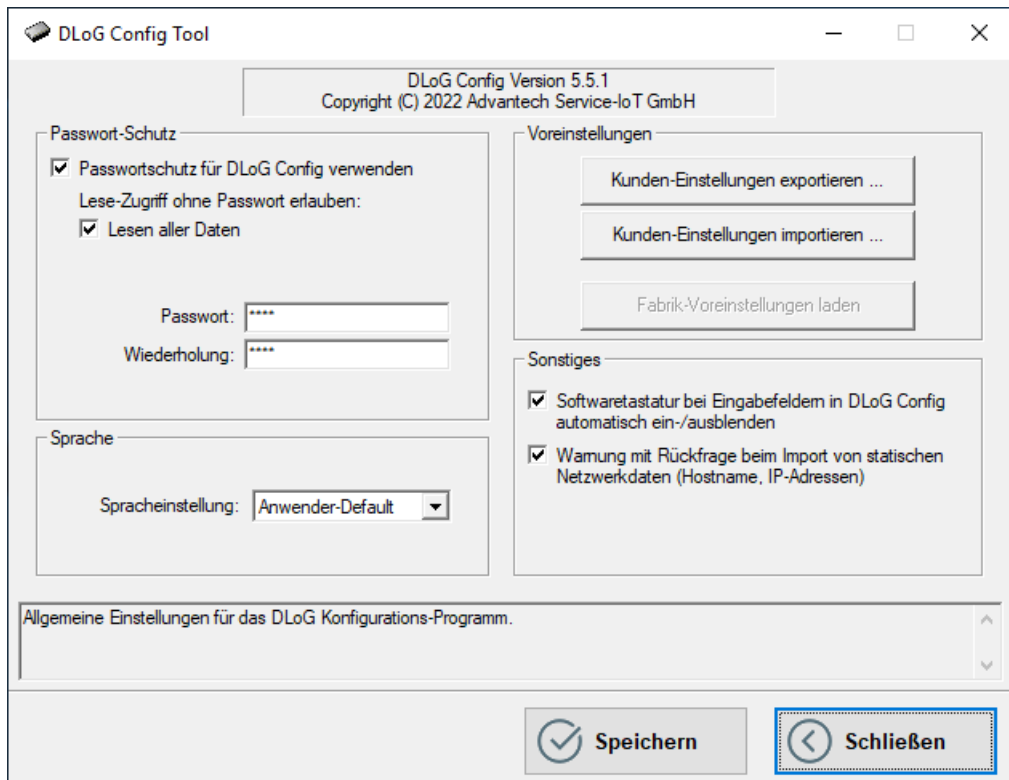 DLoG Config Tool
DLoG Config Version 5.5.1
Copyright (C) 2022 Advantech Service-IoT GmbH
Passwort-Schutz
Passwortschutz für DLoG Config verwenden
Lese-Zugriff ohne Passwort erlauben:
Lesen aller Daten
Passwort: ****
Wiederholung: ****
Sprache
Spracheinstellung: Anwender-Default
Voreinstellungen
Kunden-Einstellungen exportieren ...
Kunden-Einstellungen importieren ...
Fabrik-Voreinstellungen laden
Sonstiges
Softwaretastatur bei Eingabefeldern in DLoG Config
automatisch ein-/ausblenden
Warnung mit Rückfrage beim Import von statischen
Netzwerkdaten (Hostname, IP-Adressen)
Allgemeine Einstellungen für das DLoG Konfigurations-Programm.
Speichern
Schließen